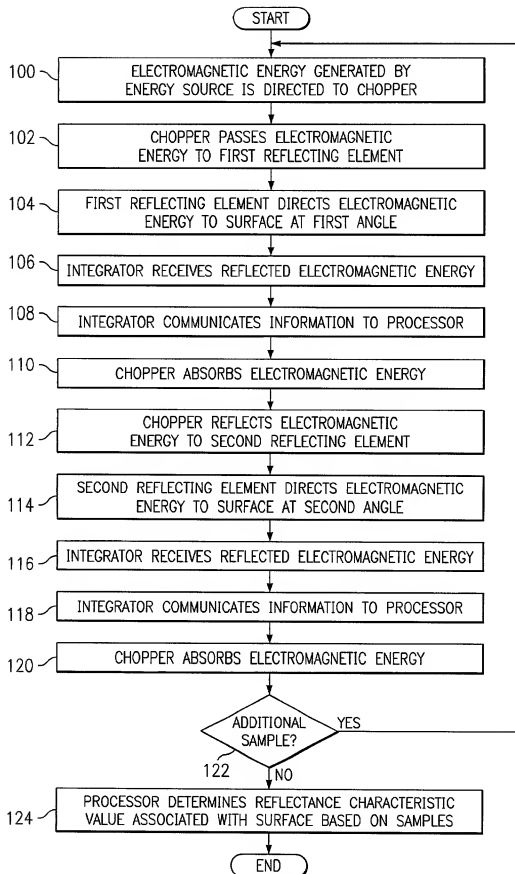 START
100
ELECTROMAGNETIC ENERGY GENERATED BY
ENERGY SOURCE IS DIRECTED TO CHOPPER
102
CHOPPER PASSES ELECTROMAGNETIC
ENERGY TO FIRST REFLECTING ELEMENT
104
FIRST REFLECTING ELEMENT DIRECTS ELECTROMAGNETIC
ENERGY TO SURFACE AT FIRST ANGLE
106
INTEGRATOR RECEIVES REFLECTED ELECTROMAGNETIC ENERGY
108
INTEGRATOR COMMUNICATES INFORMATION TO PROCESSOR
110
CHOPPER ABSORBS ELECTROMAGNETIC ENERGY
112
CHOPPER REFLECTS ELECTROMAGNETIC
ENERGY TO SECOND REFLECTING ELEMENT
114
SECOND REFLECTING ELEMENT DIRECTS ELECTROMAGNETIC
ENERGY TO SURFACE AT SECOND ANGLE
116
INTEGRATOR RECEIVES REFLECTED ELECTROMAGNETIC ENERGY
118
INTEGRATOR COMMUNICATES INFORMATION TO PROCESSOR
120
CHOPPER ABSORBS ELECTROMAGNETIC ENERGY
ADDITIONAL
SAMPLE?
YES
122
NO
124
PROCESSOR DETERMINES REFLECTANCE CHARACTERISTIC
VALUE ASSOCIATED WITH SURFACE BASED ON SAMPLES
END